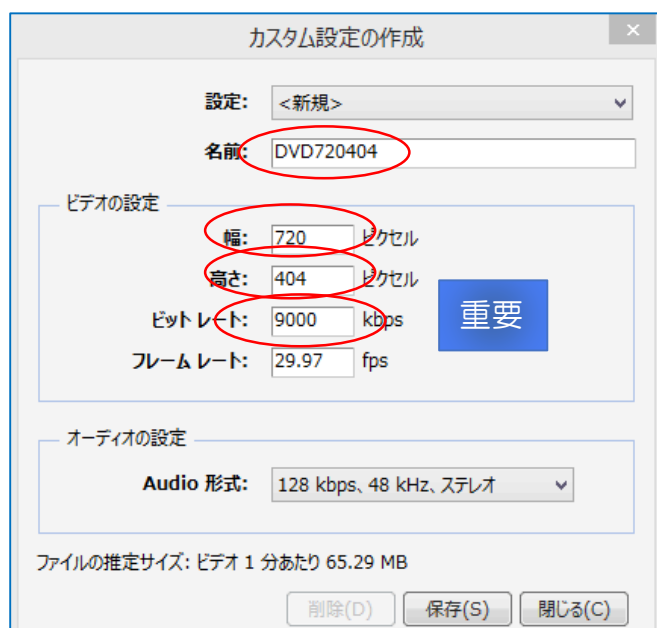 カスタム設定の作成
設定: <新規>
名前: DVD720404
ビデオの設定
幅: 720 ピクセル
高さ: 404 ピクセル
ビット レート: 9000 kbps
重要
フレーム レート: 29.97 fps
オーディオの設定
Audio 形式: 128 kbps、48 kHz、ステレオ
ファイルの推定サイズ: ビデオ 1 分あたり 65.29 MB
削除(D) 保存(S) 閉じる(C)